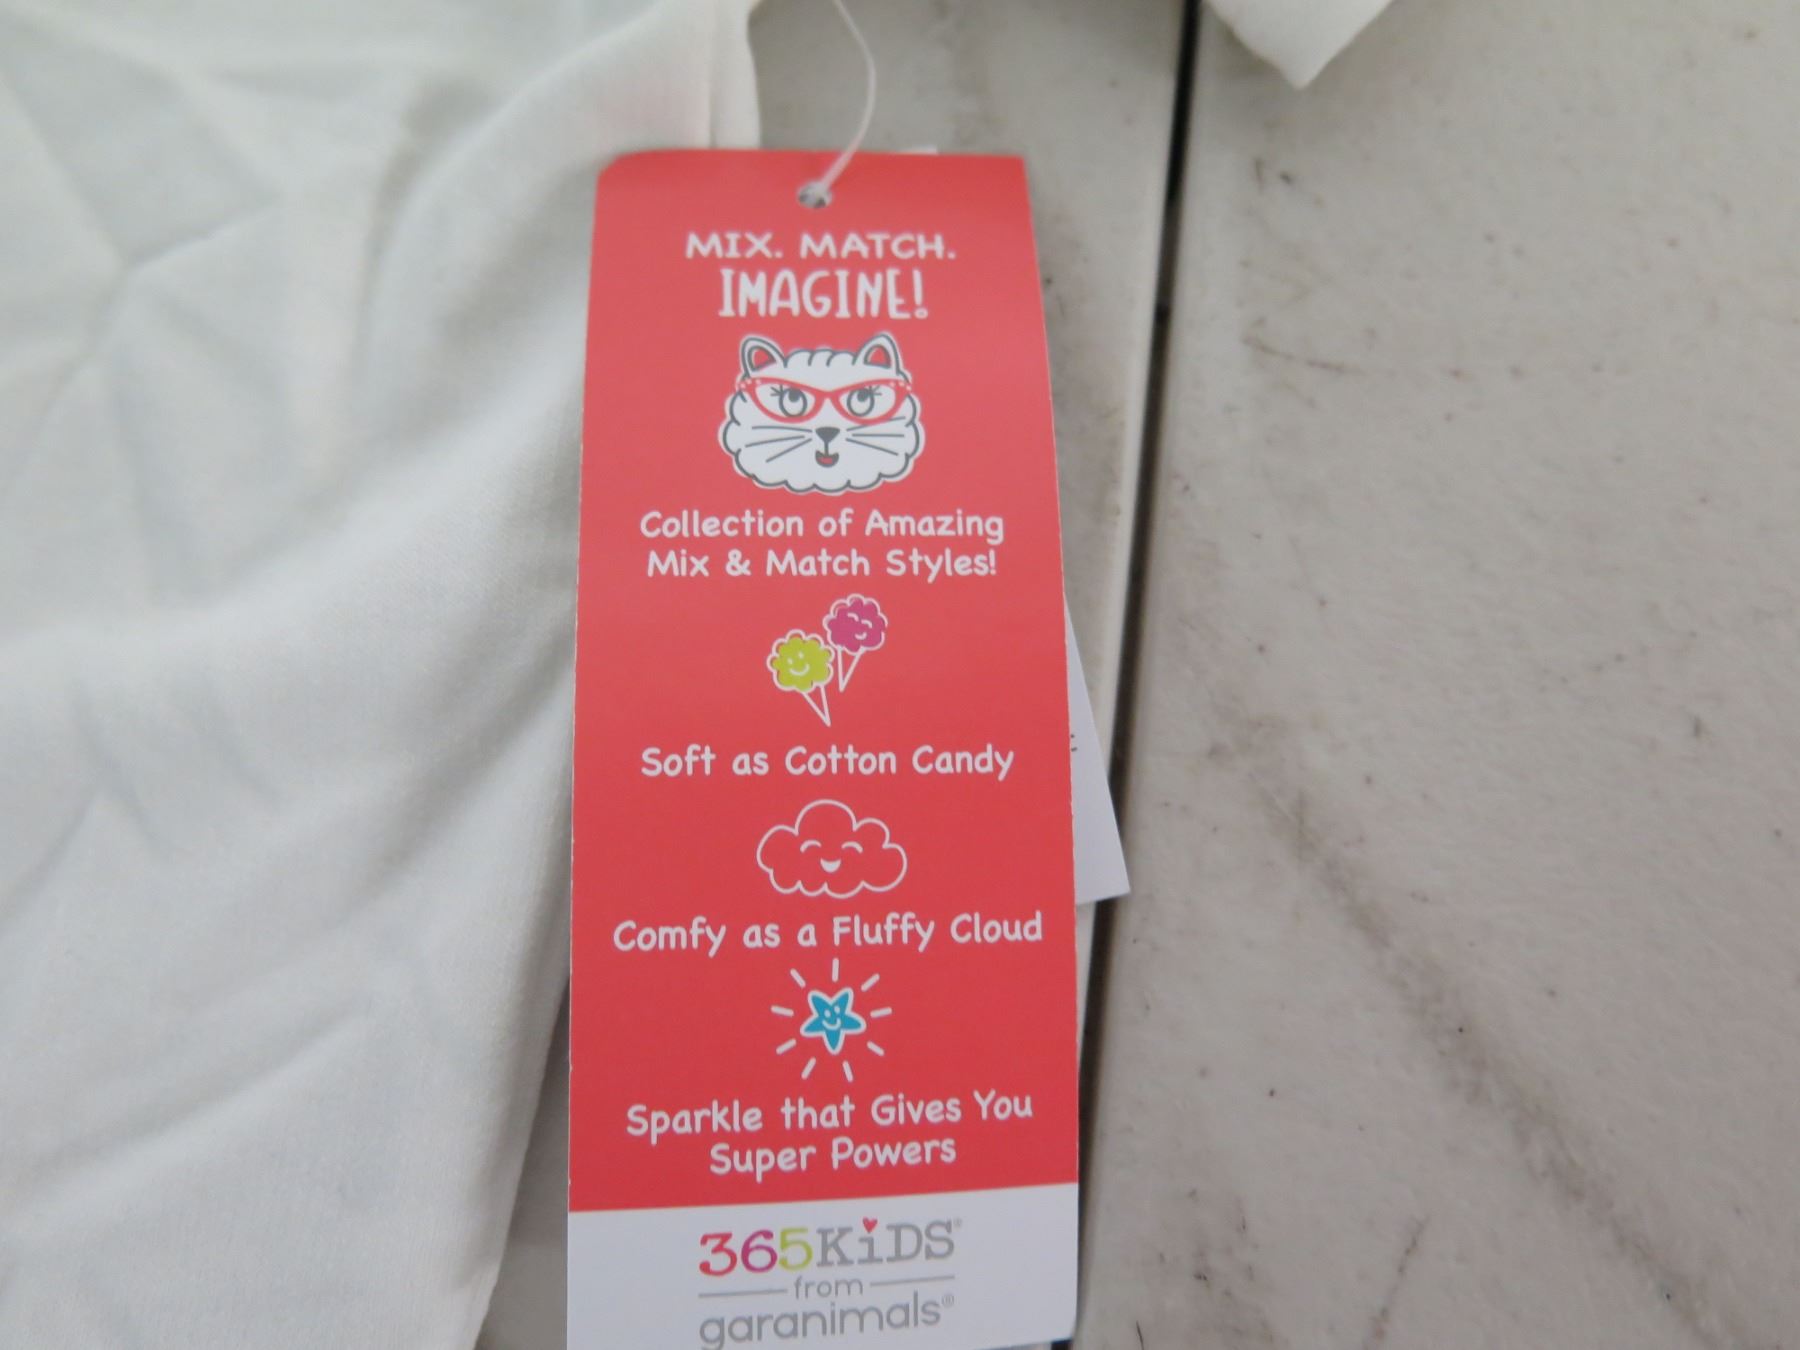 MIX. MATCH.
IMAGINE!
Collection of Amazing
Mix & Match Styles!
Soft as Cotton Candy
Comfy as a Fluffy Cloud
Sparkle that Gives You
Super Powers
365KiDS®
from
garanimals®